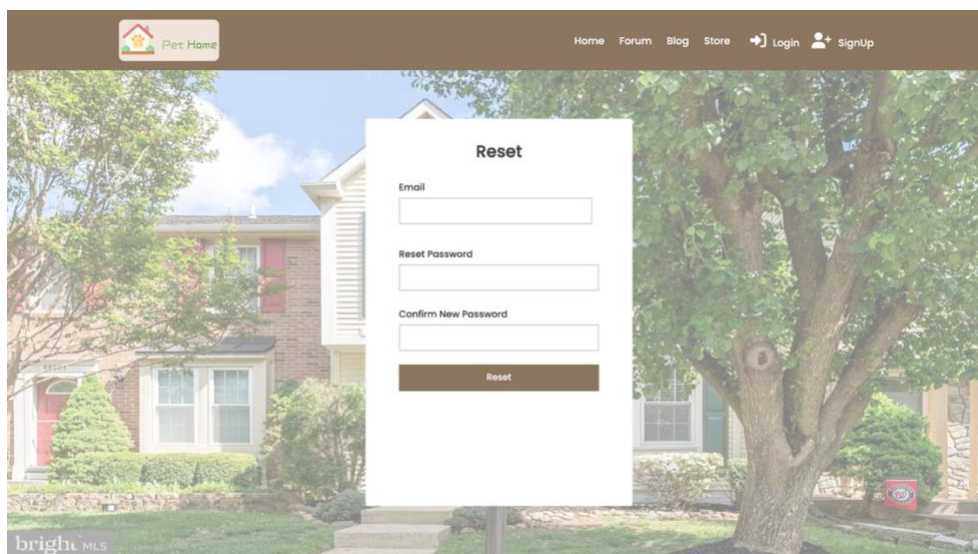 Pet Home
Home Forum Blog Store Login SignUp
Reset
Email
Reset Password
Confirm New Password
Reset
bright MLS